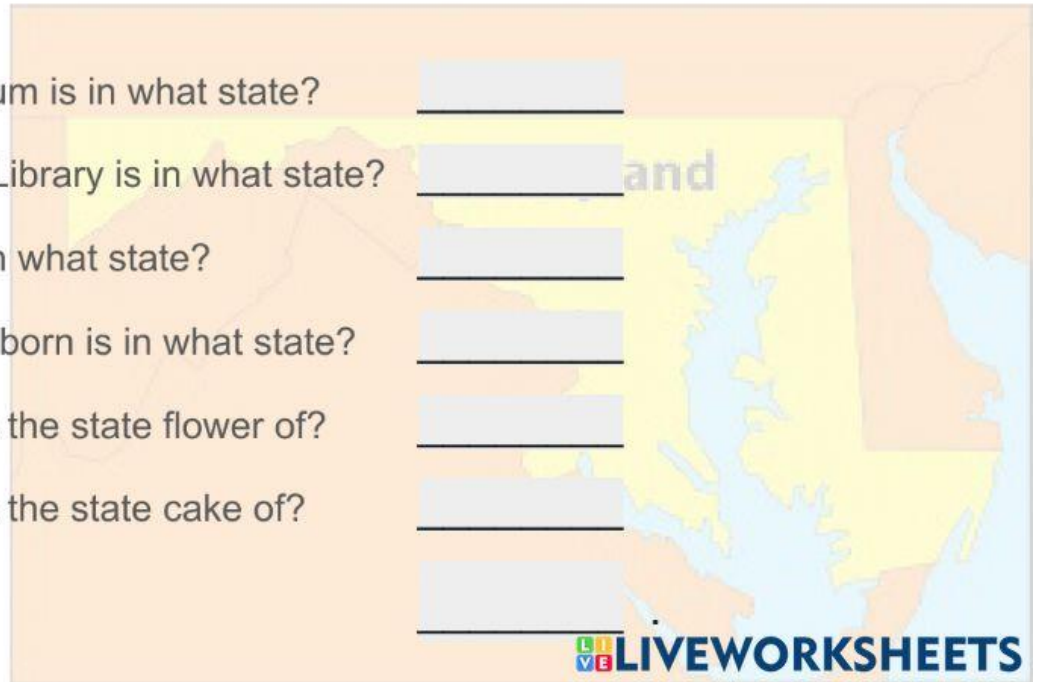 um is in what state?
Library is in what state?
and
n what state?
born is in what state?
the state flower of?
the state cake of?
.
LIVE LIVEWORKSHEETS